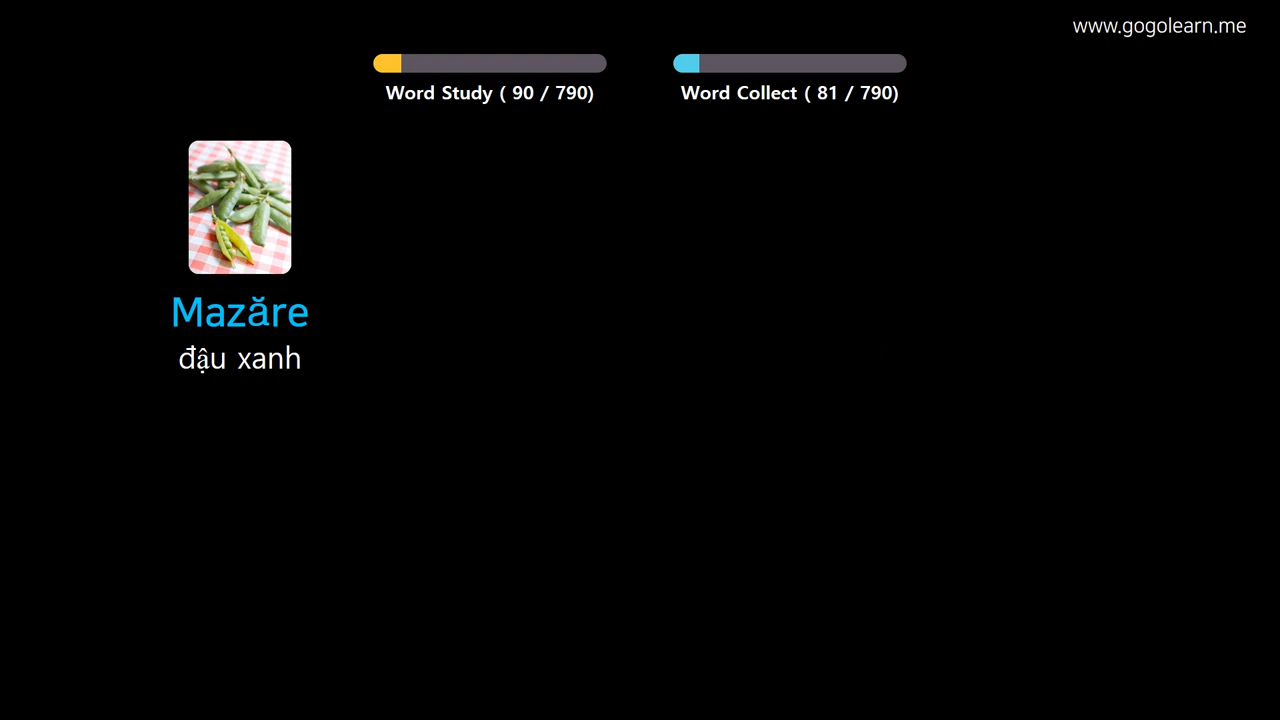 www.gogolearn.me
Word Study ( 90 / 790)
Word Collect ( 81 / 790)
Mazăre
đậu xanh